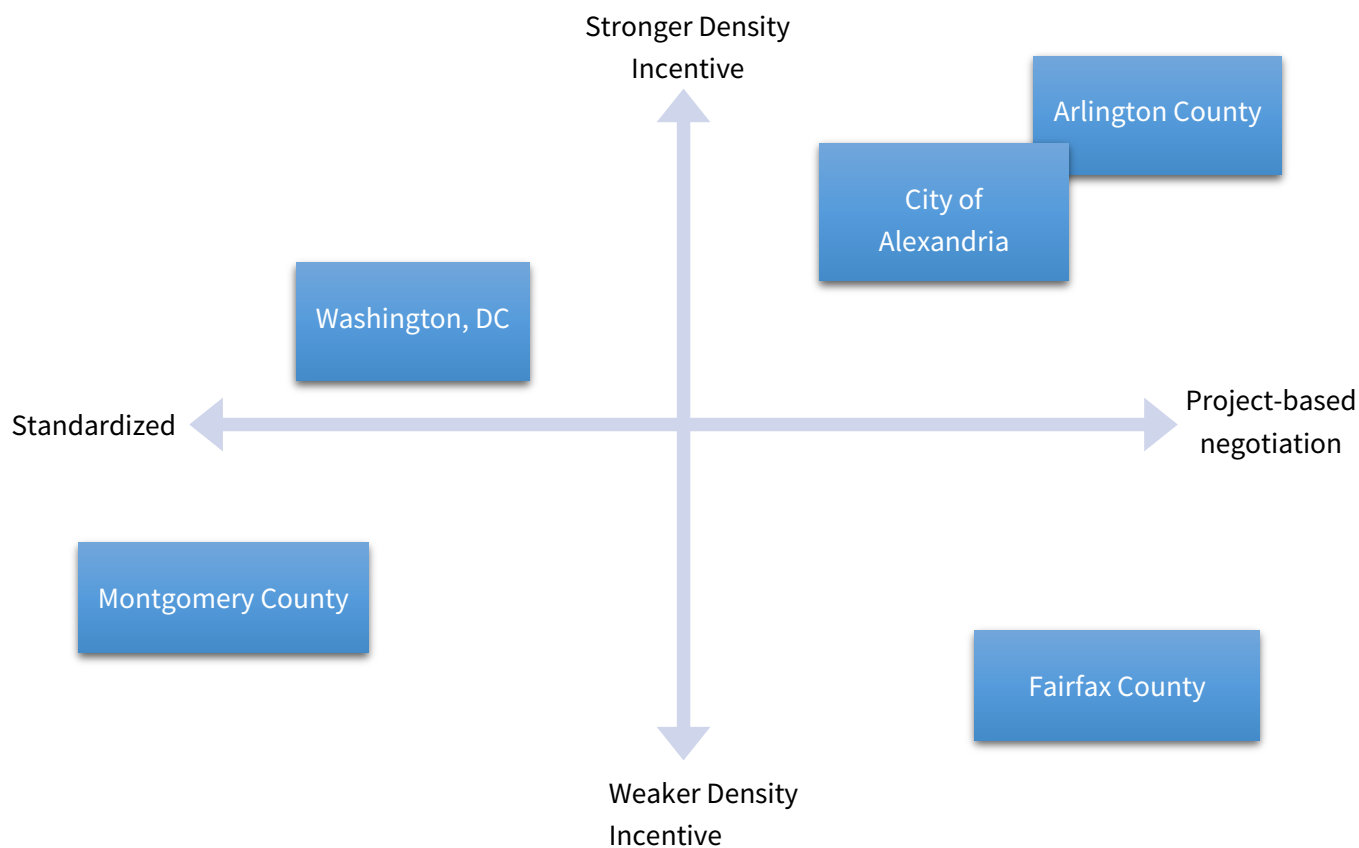 Stronger Density
Incentive
Arlington County
City of
Alexandria
Washington, DC
Standardized
Project-based
negotiation
Montgomery County
Fairfax County
Weaker Density
Incentive